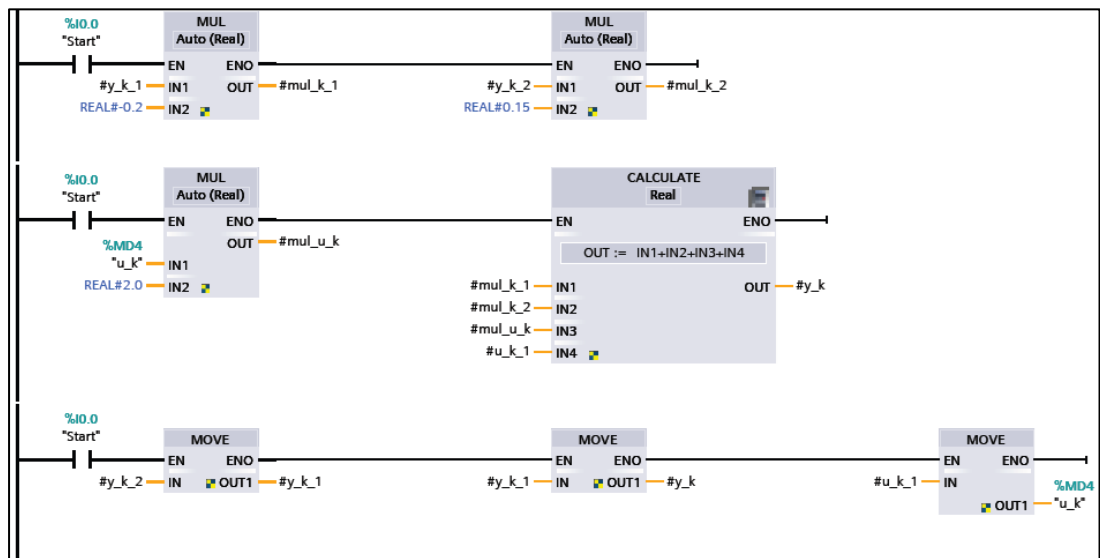 %I0.0
"Start"
MUL
Auto (Real)
MUL
Auto (Real)
EN ENO
EN ENO
#y_k_1 IN1 OUT #mul_k_1
#y_k_2 IN1 OUT #mul_k_2
REAL#-0.2 IN2
REAL#0.15 IN2
%I0.0
"Start"
MUL
Auto (Real)
CALCULATE
Real
EN ENO
EN ENO
%MD4
OUT #mul_u_k
OUT := IN1+IN2+IN3+IN4
"u_k" IN1
REAL#2.0 IN2
#mul_k_1 IN1 OUT #y_k
#mul_k_2 IN2
#mul_u_k IN3
#u_k_1 IN4
%I0.0
"Start"
MOVE
MOVE
MOVE
EN ENO
EN ENO
EN ENO
#y_k_2 IN OUT1 #y_k_1
#y_k_1 IN OUT1 #y_k
#u_k_1 IN
%MD4
OUT1 "u_k"